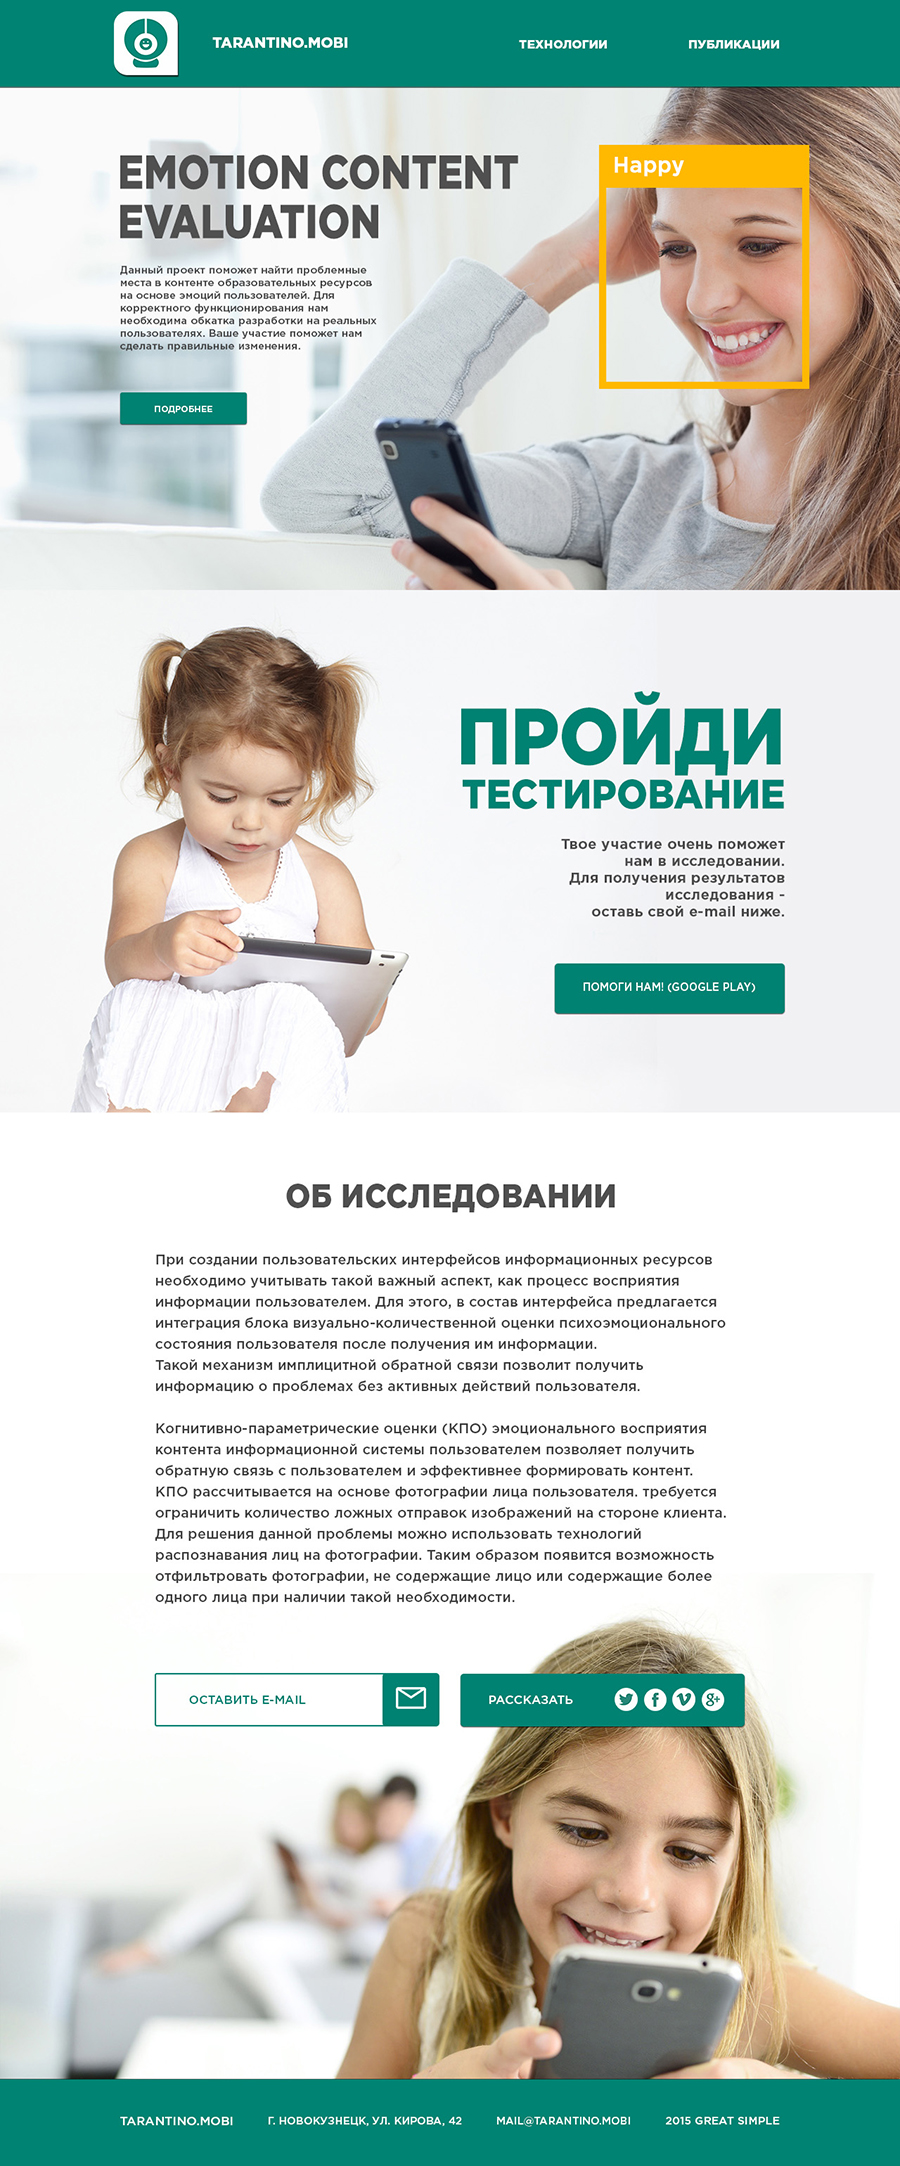 TARANTINO.MOBI
ТЕХНОЛОГИИ
ПУБЛИКАЦИИ
EMOTION CONTENT
EVALUATION
Happy
Данный проект поможет найти проблемные
места в контенте образовательных ресурсов
на основе эмоций пользователей. Для
корректного функционирования нам
необходима обкатка разработки на реальных
пользователях. Ваше участие поможет нам
сделать правильные изменения.
ПОДРОБНЕЕ
ПРОЙДИ
ТЕСТИРОВАНИЕ
Твое участие очень поможет
нам в исследовании.
Для получения результатов
исследования -
оставь свой e-mail ниже.
ПОМОГИ НАМ! (GOOGLE PLAY)
ОБ ИССЛЕДОВАНИИ
При создании пользовательских интерфейсов информационных ресурсов
необходимо учитывать такой важный аспект, как процесс восприятия
информации пользователем. Для этого, в состав интерфейса предлагается
интеграция блока визуально-количественной оценки психоэмоционального
состояния пользователя после получения им информации.
Такой механизм имплицитной обратной связи позволит получить
информацию о проблемах без активных действий пользователя.
Когнитивно-параметрические оценки (КПО) эмоционального восприятия
контента информационной системы пользователем позволяет получить
обратную связь с пользователем и эффективнее формировать контент.
КПО рассчитывается на основе фотографии лица пользователя. требуется
ограничить количество ложных отправок изображений на стороне клиента.
Для решения данной проблемы можно использовать технологий
распознавания лиц на фотографии. Таким образом появится возможность
отфильтровать фотографии, не содержащие лицо или содержащие более
одного лица при наличии такой необходимости.
ОСТАВИТЬ E-MAIL
РАССКАЗАТЬ
TARANTINO.MOBI
Г. НОВОКУЗНЕЦК, УЛ. КИРОВА, 42
MAIL@TARANTINO.MOBI
2015 GREAT SIMPLE